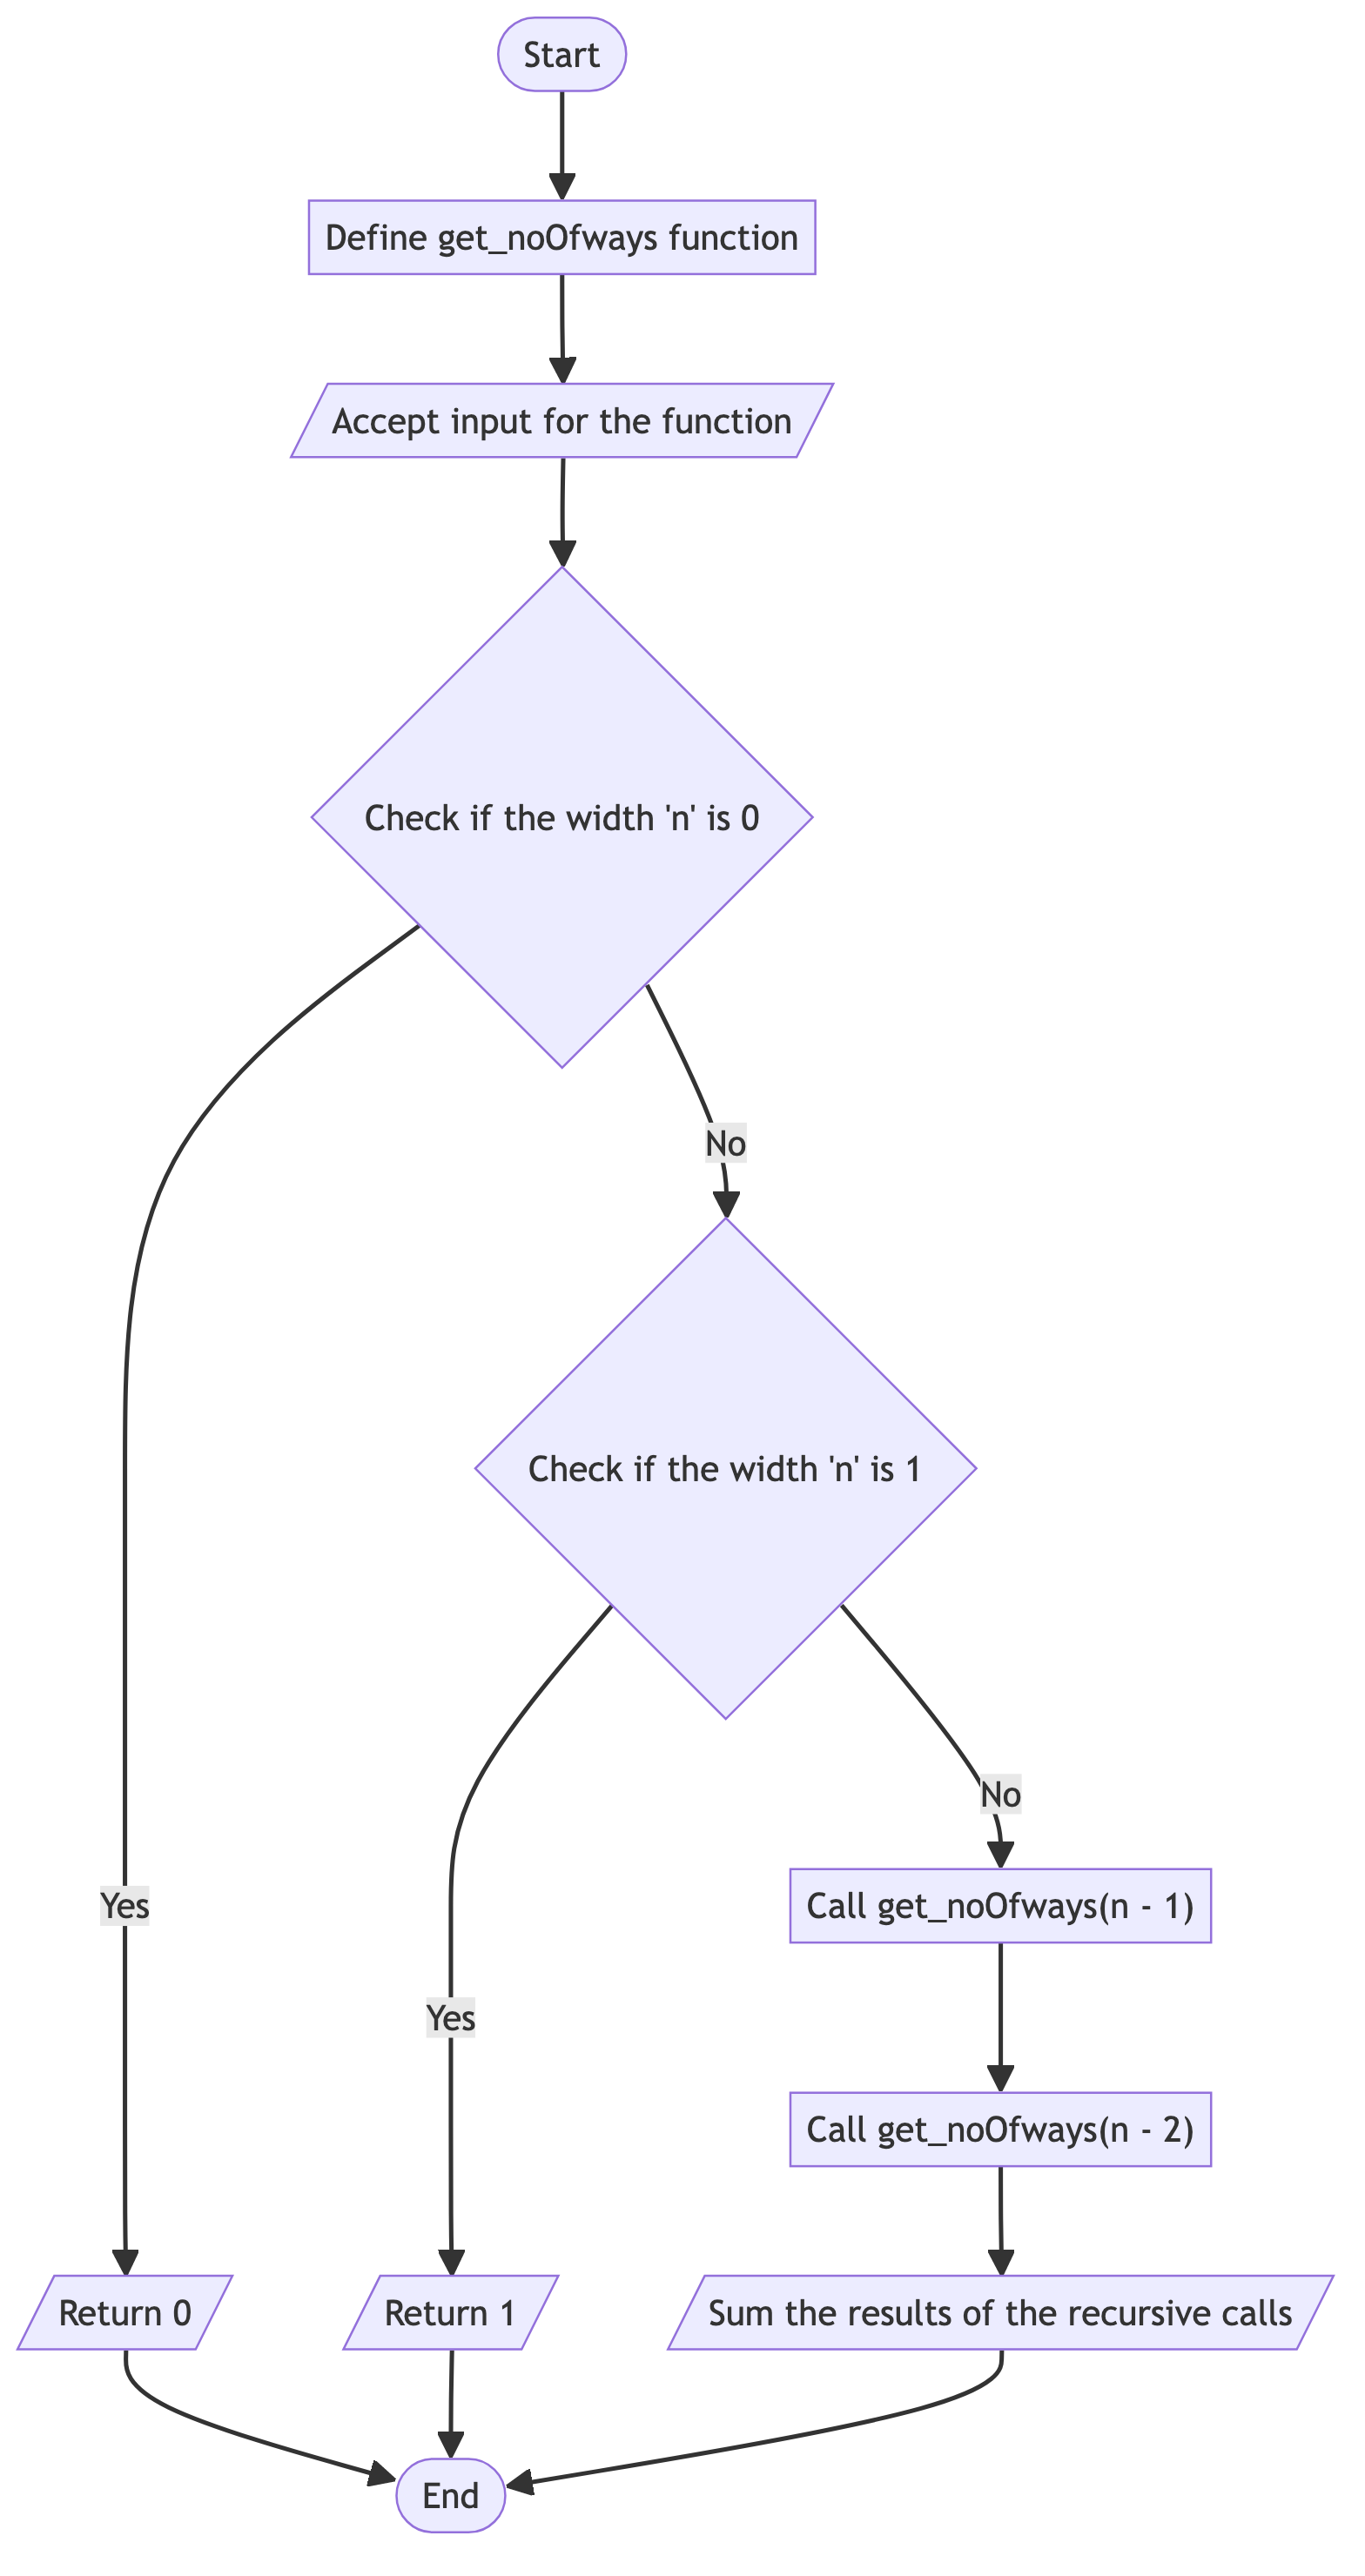 Start
Define get_noOfways function
Accept input for the function
Check if the width 'n' is 0
No
Check if the width 'n' is 1
No
Call get_noOfways(n - 1)
Yes
Yes
Call get_noOfways(n - 2)
Return 0
Return 1
Sum the results of the recursive calls
End